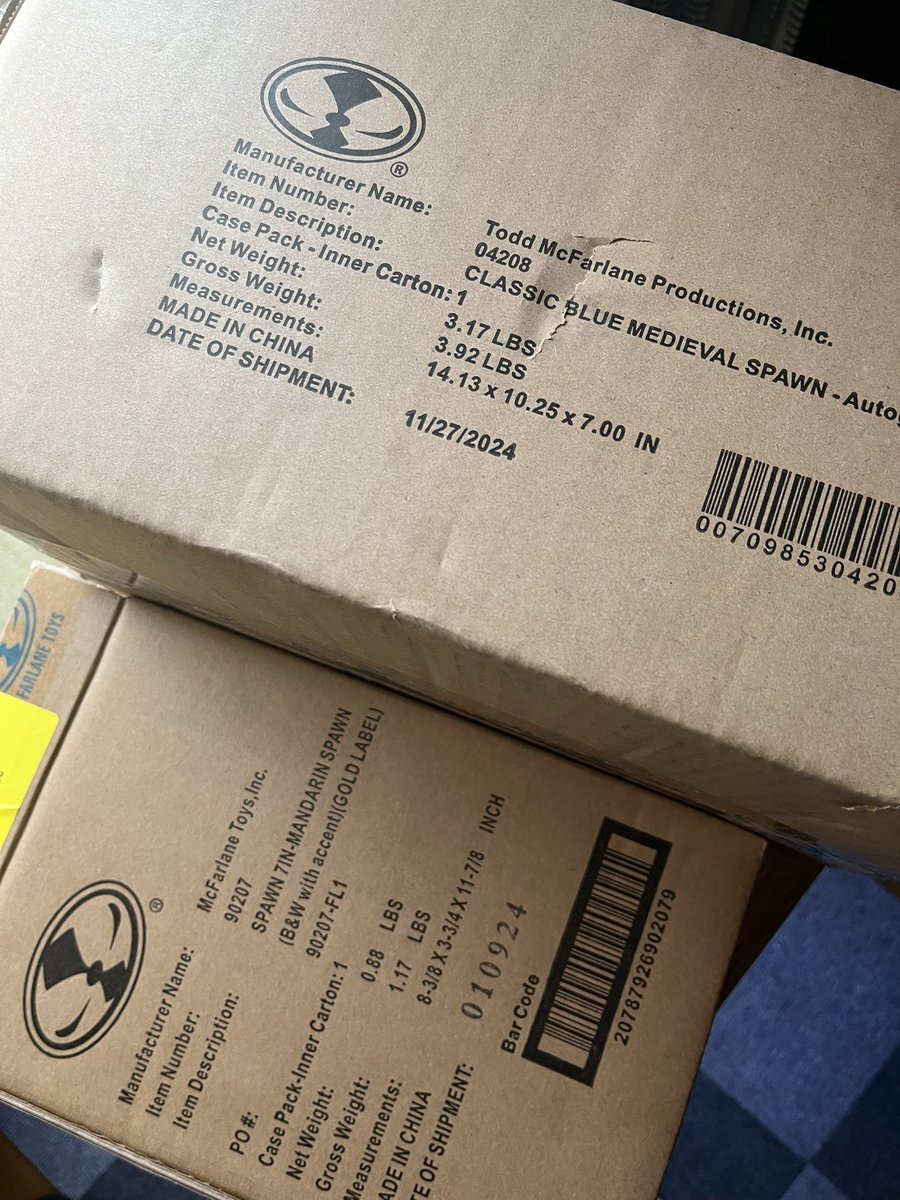 ®
Manufacturer Name: Todd McFarlane Productions, Inc.
Item Number: 04208
Item Description: CLASSIC BLUE MEDIEVAL SPAWN - Autog
Case Pack - Inner Carton: 1
Net Weight: 3.17 LBS
Gross Weight: 3.92 LBS
Measurements: 14.13 x 10.25 x 7.00 IN
MADE IN CHINA
DATE OF SHIPMENT: 11/27/2024
007098530420
FARLANE TOYS
®
Manufacturer Name: McFarlane Toys,Inc.
Item Number: 90207
Item Description: SPAWN 7IN-MANDARIN SPAWN
(B&W with accent)(GOLD LABEL)
PO #: 90207-FL1
Case Pack-Inner Carton: 1
Net Weight: 0.88 LBS
Gross Weight: 1.17 LBS
Measurements: 8-3/8 X 3-3/4 X 11-7/8 INCH
ADE IN CHINA
TE OF SHIPMENT: 010924
Bar Code
20787926902079